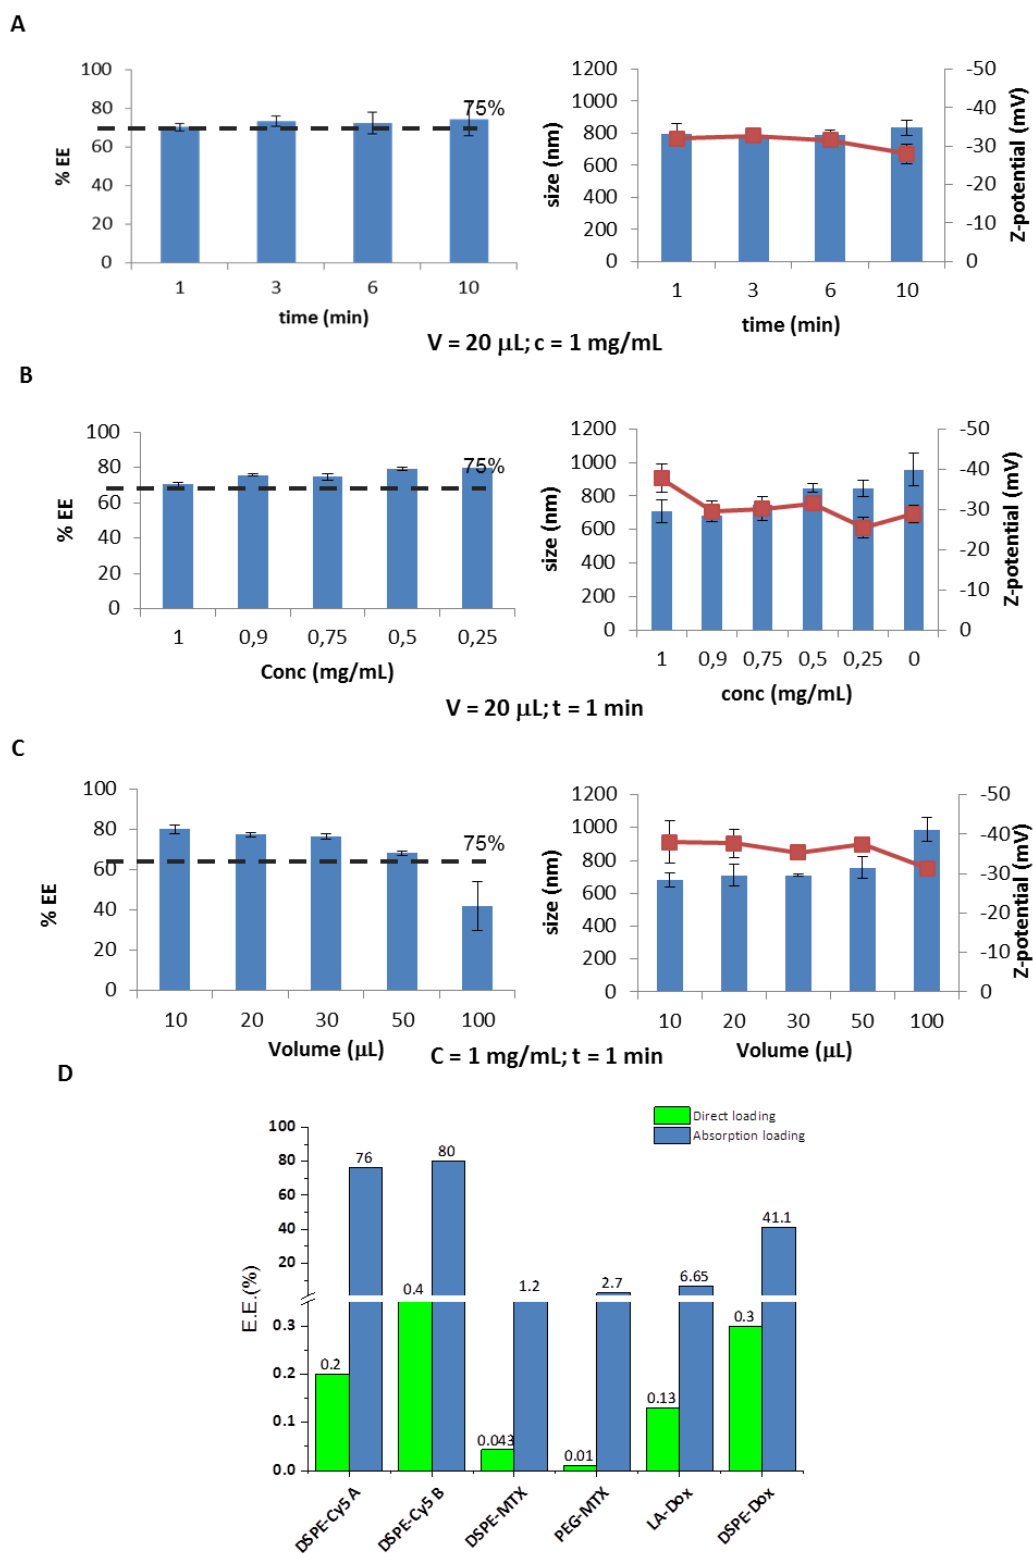 A
100
80
60
40
20
0
% EE
75%
1 3 6 10
time (min)
1200
1000
800
600
400
200
0
size (nm)
-50
-40
-30
-20
-10
0
Z-potential (mV)
1 3 6 10
time (min)
V = 20 μL; c = 1 mg/mL
B
100
80
60
40
20
0
% EE
75%
1 0,9 0,75 0,5 0,25
Conc (mg/mL)
1200
1000
800
600
400
200
0
size (nm)
-50
-40
-30
-20
-10
0
Z-potential (mV)
1 0,9 0,75 0,5 0,25 0
conc (mg/mL)
V = 20 μL; t = 1 min
C
100
80
60
40
20
0
% EE
75%
10 20 30 50 100
Volume (μL)
1200
1000
800
600
400
200
0
size (nm)
-50
-40
-30
-20
-10
0
Z-potential (mV)
10 20 30 50 100
Volume (μL)
C = 1 mg/mL; t = 1 min
D
Direct loading
Absorption loading
100
80
60
40
20
0.3
0.2
0.1
0.0
E.E.(%)
76
80
41.1
0.4
1.2
2.7
6.65
0.3
0.2
0.043
0.01
0.13
DSPE-Cy5 A
DSPE-Cy5 B
DSPE-MTX
PEG-MTX
LA-Dox
DSPE-Dox